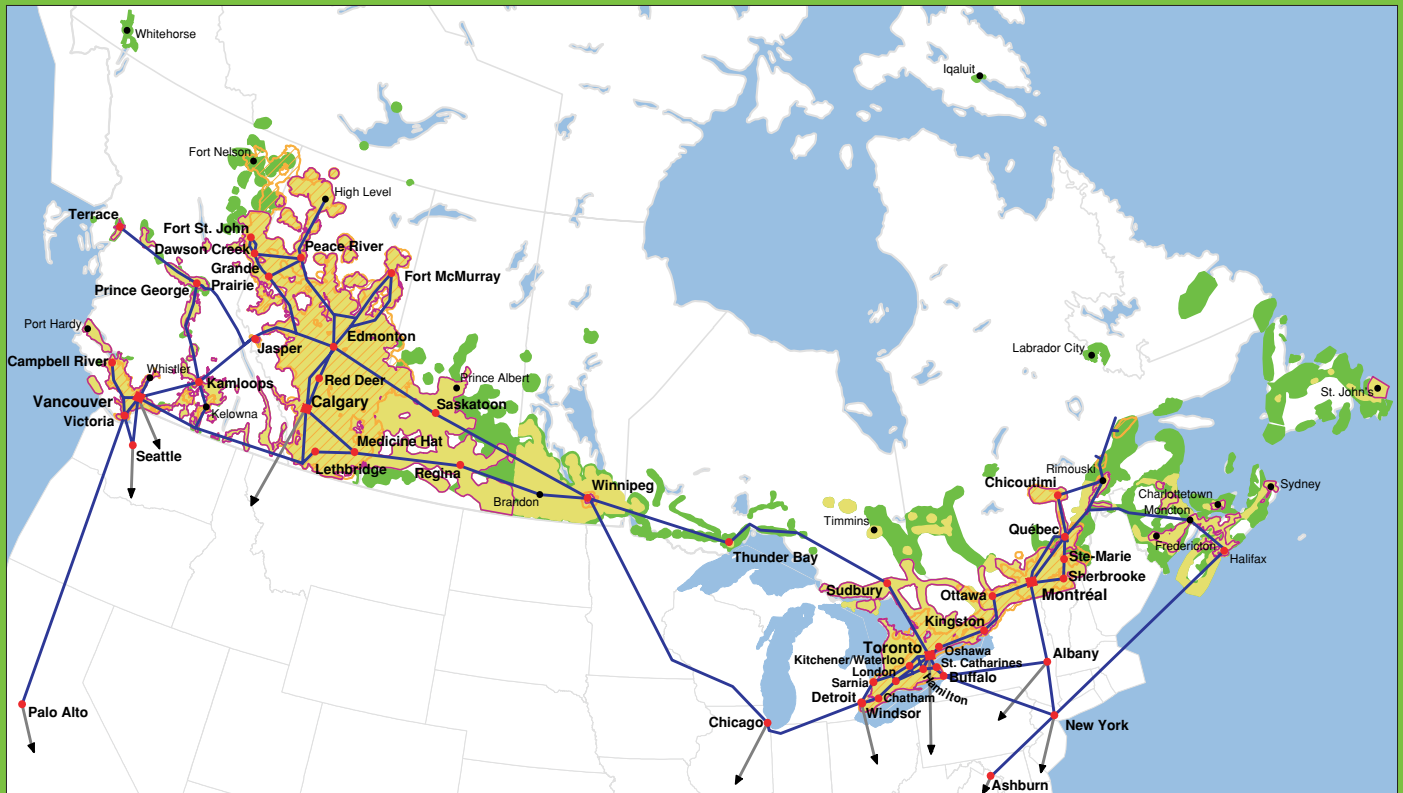 Whitehorse
Iqaluit
Fort Nelson
High Level
Terrace
Fort St. John
Dawson Creek
Peace River
Grande
Prairie
Fort McMurray
Prince George
Port Hardy
Edmonton
Jasper
Labrador City
Campbell River
Whistler
Kamloops
Red Deer
Prince Albert
St. John's
Vancouver
Calgary
Saskatoon
Victoria
Kelowna
Medicine Hat
Seattle
Lethbridge
Regina
Rimouski
Chicoutimi
Sydney
Winnipeg
Brandon
Charlottetown
Moncton
Timmins
Québec
Fredericton
Halifax
Thunder Bay
Ste-Marie
Sherbrooke
Sudbury
Ottawa
Montréal
Kingston
Toronto
Oshawa
Kitchener/Waterloo
St. Catharines
Albany
London
Sarnia
Buffalo
Hamilton
Detroit
Chatham
Windsor
Palo Alto
Chicago
New York
Ashburn